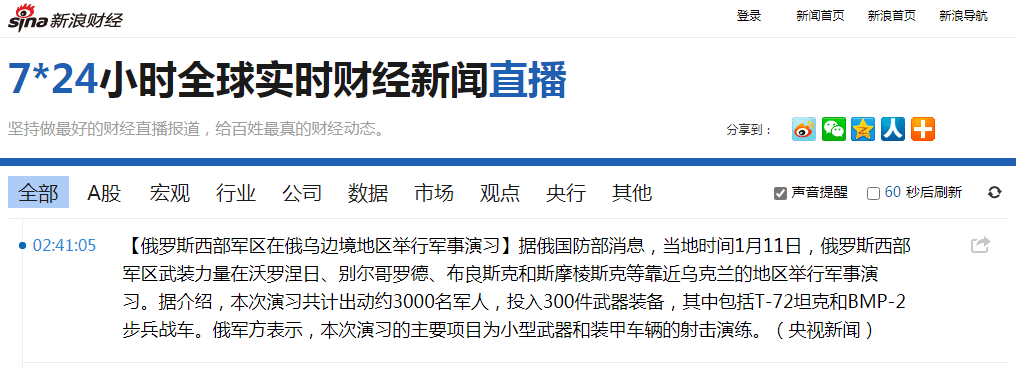 sina新浪财经
登录 新闻首页 新浪首页 新浪导航
7*24小时全球实时财经新闻直播
坚持做最好的财经直播报道，给百姓最真的财经动态。
分享到：
全部 A股 宏观 行业 公司 数据 市场 观点 央行 其他
声音提醒 60 秒后刷新
02:41:05
【俄罗斯西部军区在俄乌边境地区举行军事演习】据俄国防部消息，当地时间1月11日，俄罗斯西部
军区武装力量在沃罗涅日、别尔哥罗德、布良斯克和斯摩棱斯克等靠近乌克兰的地区举行军事演
习。据介绍，本次演习共计出动约3000名军人，投入300件武器装备，其中包括T-72坦克和BMP-2
步兵战车。俄军方表示，本次演习的主要项目为小型武器和装甲车辆的射击演练。（央视新闻）